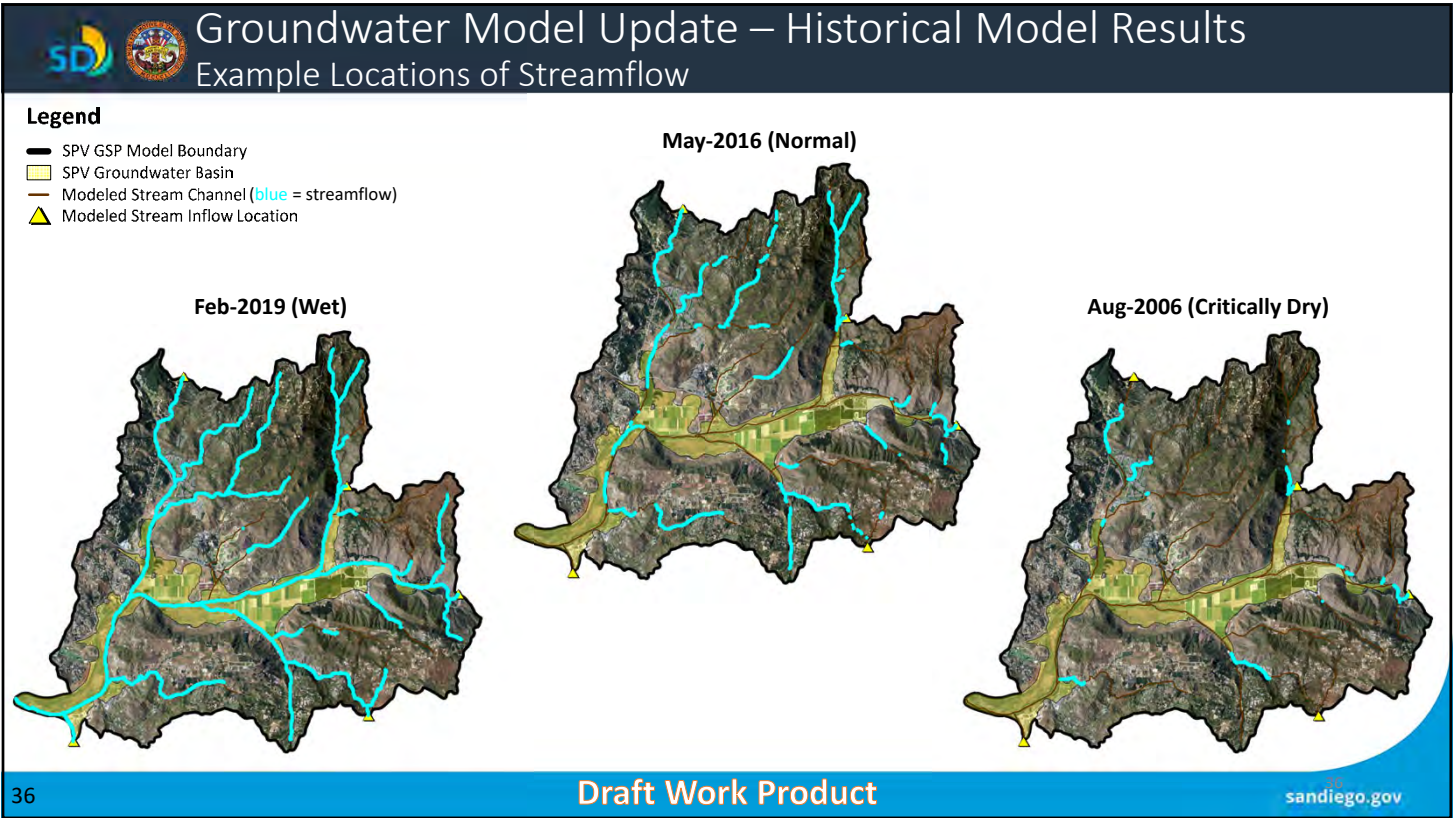 SD
Groundwater Model Update – Historical Model Results
Example Locations of Streamflow
Legend
SPV GSP Model Boundary
SPV Groundwater Basin
Modeled Stream Channel (blue = streamflow)
Modeled Stream Inflow Location
May-2016 (Normal)
Feb-2019 (Wet)
Aug-2006 (Critically Dry)
36
Draft Work Product
36
sandiego.gov